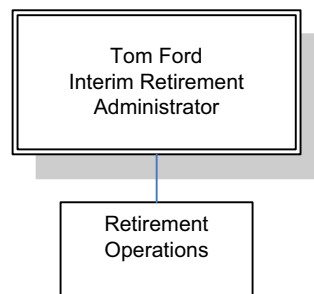 Tom Ford
Interim Retirement
Administrator
Retirement
Operations